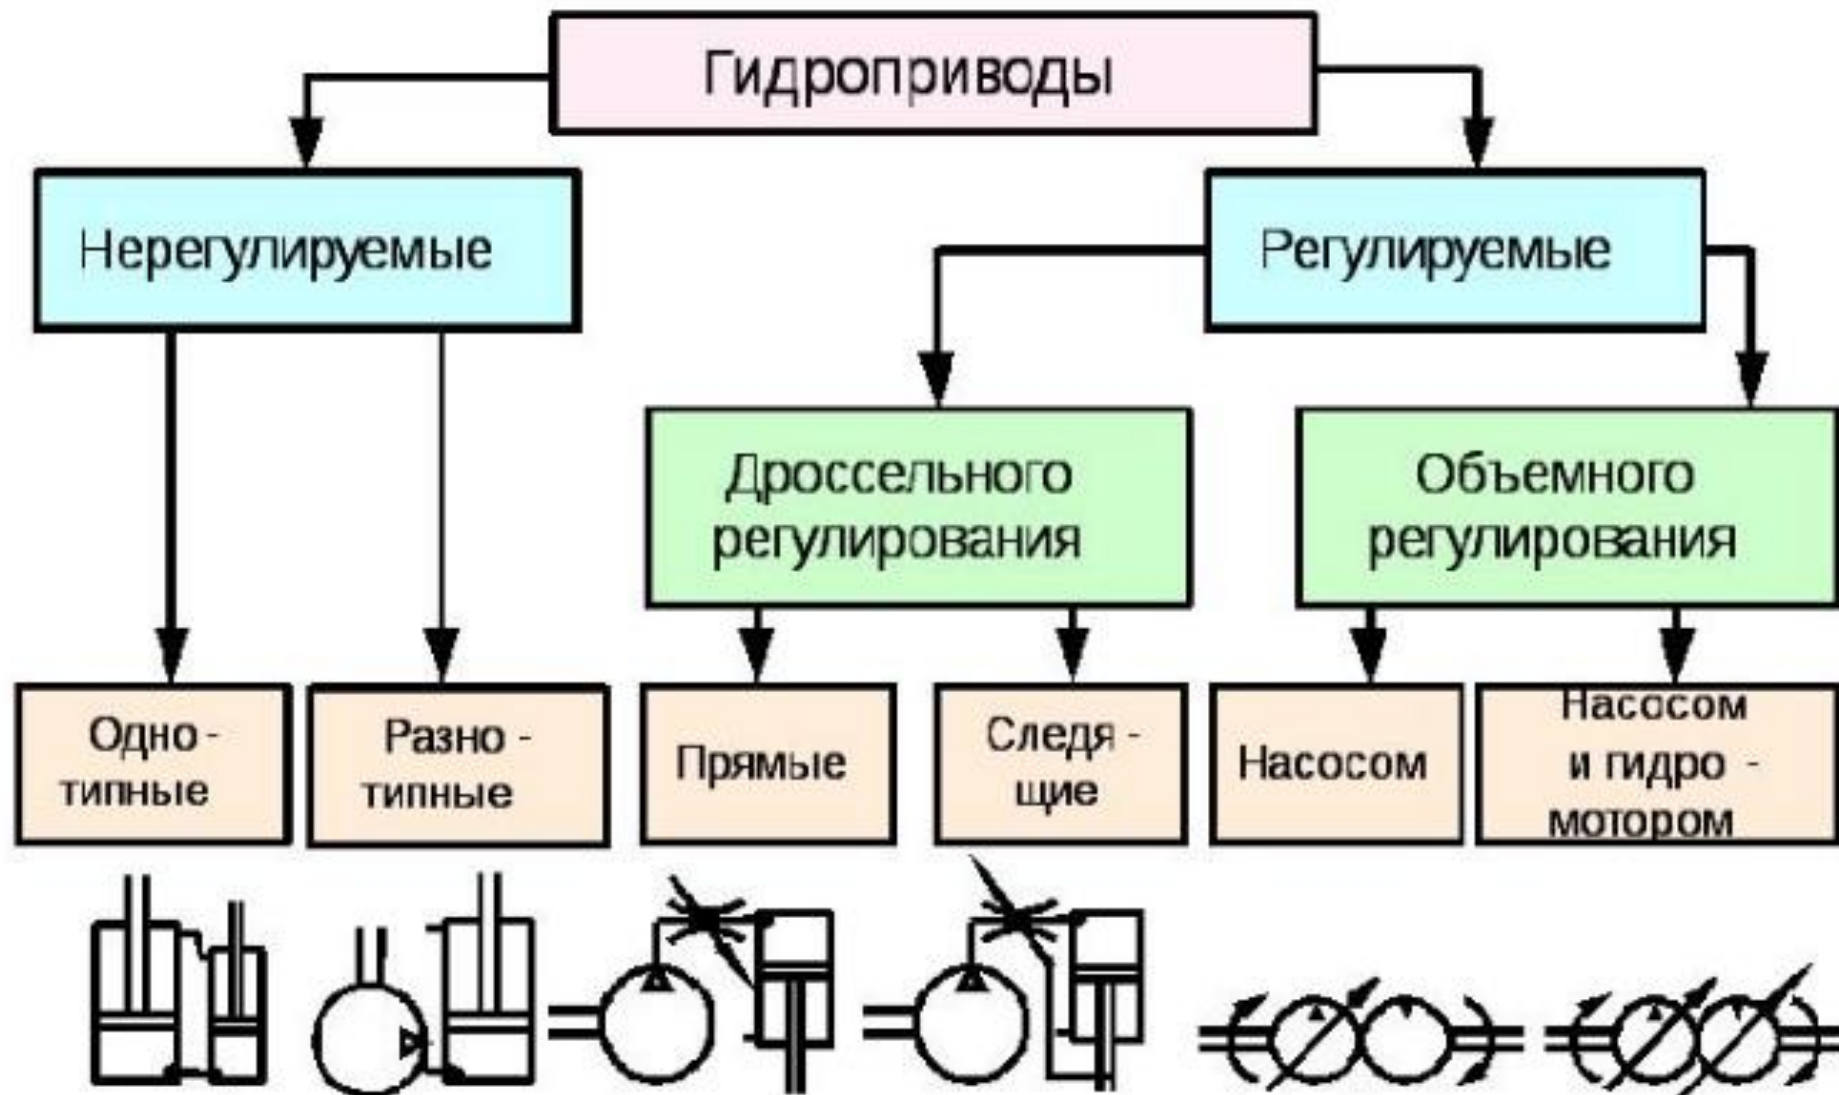 Гидроприводы
Нерегулируемые
Регулируемые
Дроссельного
регулирования
Объемного
регулирования
Одно -
типные
Разно -
типные
Прямые
Следя -
щие
Насосом
Насосом
и гидро -
мотором